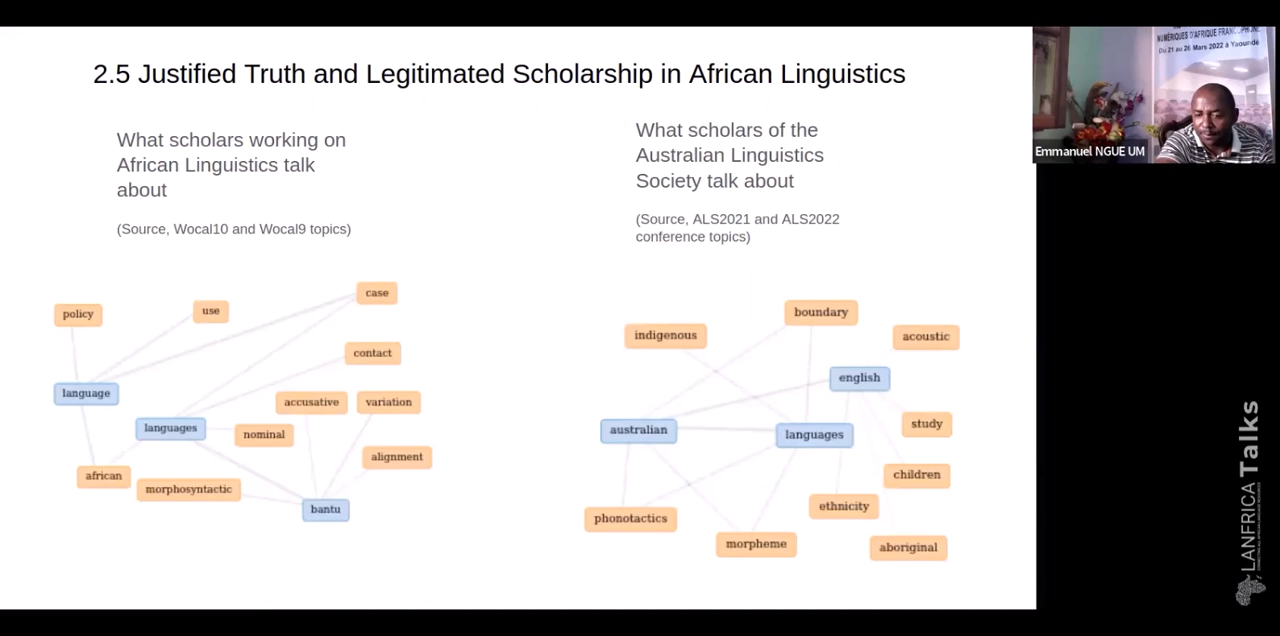 2.5 Justified Truth and Legitimated Scholarship in African Linguistics
What scholars working on
African Linguistics talk
about
(Source, Wocal10 and Wocal9 topics)
policy
use
case
contact
language
accusative
variation
languages
nominal
alignment
african
morphosyntactic
bantu
What scholars of the
Australian Linguistics
Society talk about
(Source, ALS2021 and ALS2022
conference topics)
boundary
indigenous
acoustic
english
australian
languages
study
children
ethnicity
phonotactics
morpheme
aboriginal
NUMÉRIQUES D'AFRIQUE FRANCOPHONE
Du 21 au 26 Mars 2022 à Yaoundé
Emmanuel NGUE UM
LANFRICA Talks